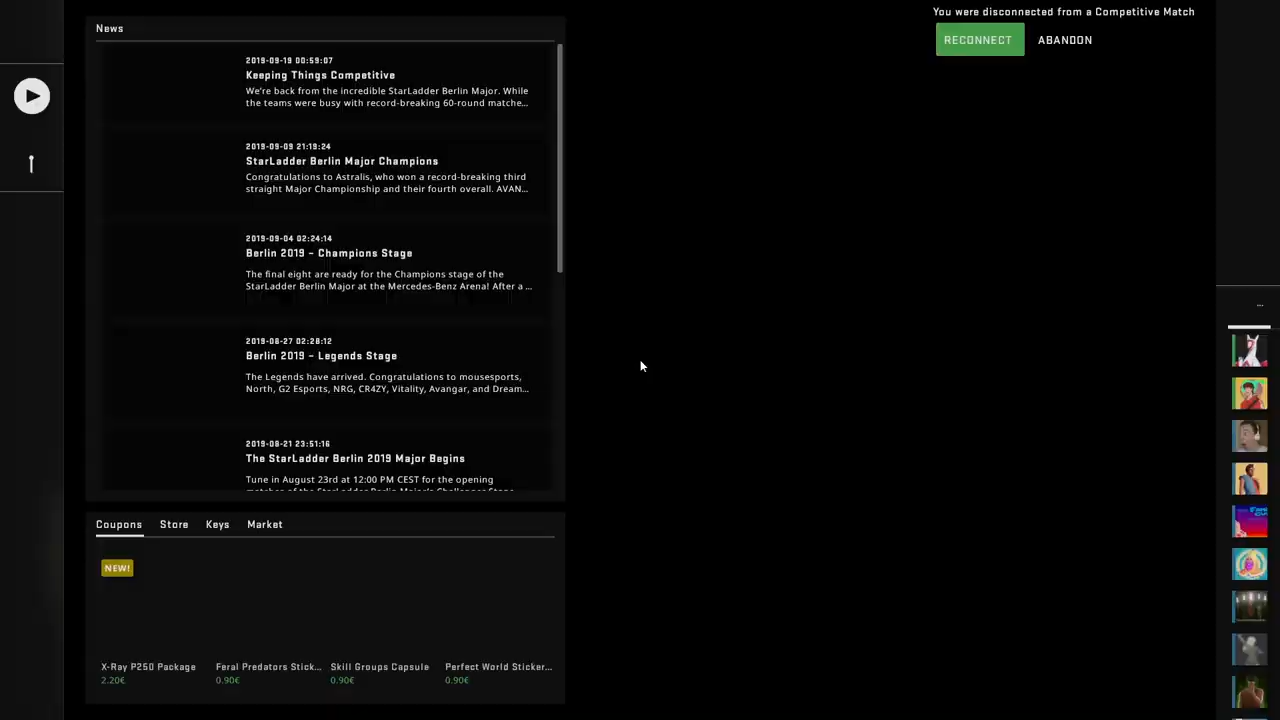 You were disconnected from a Competitive Match
RECONNECT
ABANDON
News
2019-09-19 00:59:07
Keeping Things Competitive
We're back from the incredible StarLadder Berlin Major. While
the teams were busy with record-breaking 60-round matche...
2019-09-09 21:19:24
StarLadder Berlin Major Champions
Congratulations to Astralis, who won a record-breaking third
straight Major Championship and their fourth overall. AVAN...
2019-09-04 02:24:14
Berlin 2019 – Champions Stage
The final eight are ready for the Champions stage of the
StarLadder Berlin Major at the Mercedes-Benz Arena! After a ...
2019-08-27 02:28:12
Berlin 2019 – Legends Stage
The Legends have arrived. Congratulations to mousesports,
North, G2 Esports, NRG, CR4ZY, Vitality, Avangar, and Dream...
2019-08-21 23:51:16
The StarLadder Berlin 2019 Major Begins
Tune in August 23rd at 12:00 PM CEST for the opening
matches of the StarLadder Berlin Major's Challenger Stage
...
Coupons Store Keys Market
NEW!
X-Ray P250 Package
2.20€
Feral Predators Stick...
0.90€
Skill Groups Capsule
0.90€
Perfect World Sticker...
0.90€